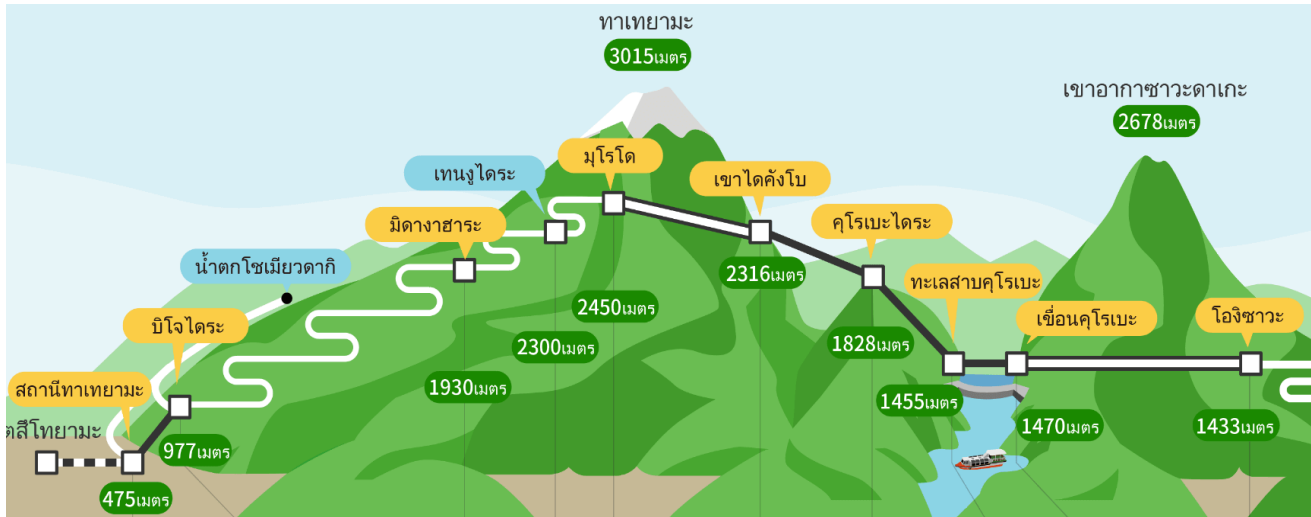 ทาเทยามะ
3015เมตร
เขาอากาซาวะดาเกะ
2678เมตร
มุโรโด
เทนงูไดระ
เขาไดคังโบ
มิดางาฮาระ
คุโรเบะไดระ
น้ำตกโชเมียวดากิ
ทะเลสาบคุโรเบะ
2316เมตร
บิโจไดระ
2450เมตร
เขื่อนคุโรเบะ
โองิซาวะ
2300เมตร
1828เมตร
สถานีทาเทยามะ
1930เมตร
1455เมตร
1470เมตร
1433เมตร
ตสึโทยามะ
977เมตร
475เมตร